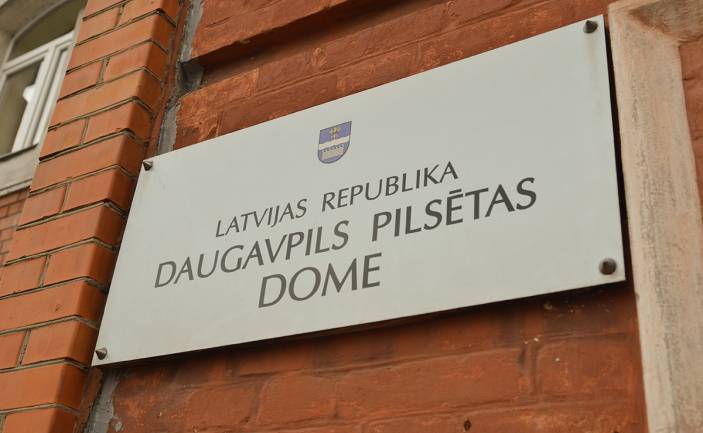 LATVIJAS REPUBLIKA
DAUGAVPILS PILSĒTAS
DOME